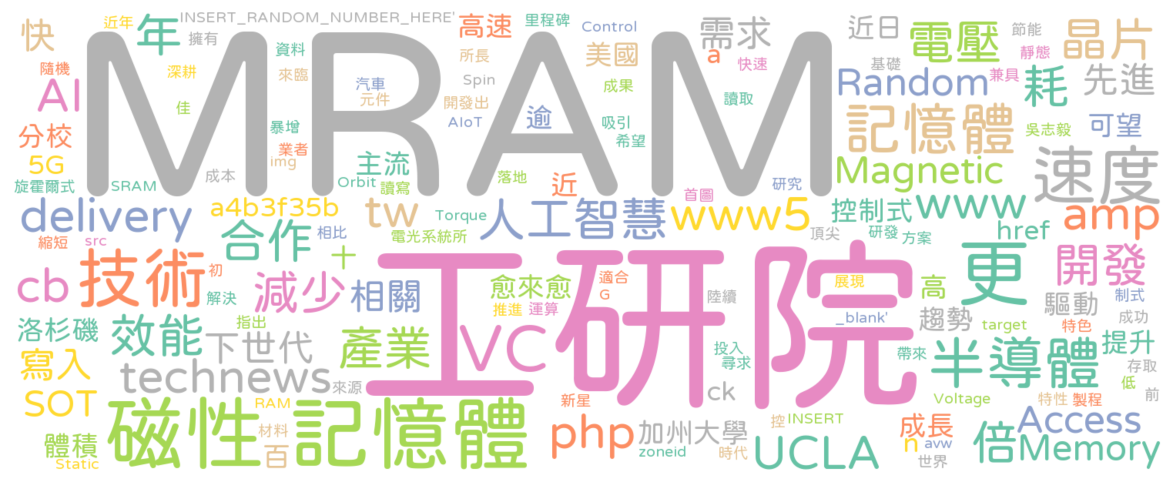 快 近年 年 INSERT_RANDOM_NUMBER_HERE' 高速 里程碑 Control 需求 近日 電壓 節能 晶片
擁有 資料 所長 美國 a 快速 基礎 靜態
隨機 深耕 來臨 汽車 Spin 成果 讀取 Random 兼具 耗 先進
AI 佳 元件 開發出 逾 吸引 記憶體 吳志毅 可望
分校 暴增 業者 AIoT 希望
5G img 主流 MRAM Magnetic 速度
旋霍爾式 SRAM 成本 Orbit 讀寫 落地 近 首圖 研究
delivery a4b3f35b tw Torque 人工智慧 www5 控制式 www amp
縮短 src 合作 相比 電光系統所 頂尖 研發 方案 href
cb 技術 初 減少 相關 十 愈來愈 適合 工研院 展現 高 更 開發
解決 推進 運算 G 陸續 _blank' 驅動 制式 成功
洛杉磯 效能 指出 下世代 產業 VC 趨勢 target 特色 提升
寫入 technews 來源 投入 尋求 帶來 半導體 存取
SOT RAM 新星 ck Voltage 特性 製程 低 前
體積 磁性記憶體 材料 百 php 加州大學 控 INSERT 成長 Access
Static zoneid 時代 UCLA n avw 世界 倍 Memory